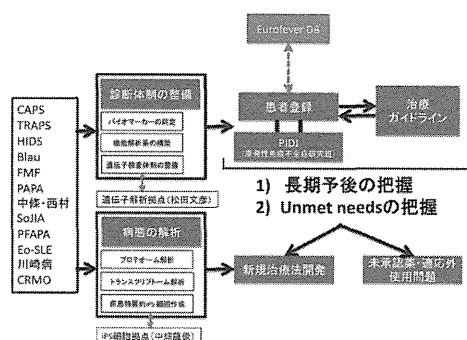 Eurofever DB
CAPS
TRAPS
HIDS
Blau
FMF
PAPA
中條・西村
SoJIA
PFAPA
Eo-SLE
川崎病
CRMO
診断体制の整備
バイオマーカーの測定
機能解析系の構築
遺伝子検査体制の整備
遺伝子解析拠点(松田文彦)
患者登録
PIDJ
(原発性免疫不全症研究班)
治療
ガイドライン
1) 長期予後の把握
2) Unmet needsの把握
病態の解析
プロテオーム解析
トランスクリプトーム解析
疾患特異的iPS細胞作成
iPS細胞拠点(中畑龍俊)
新規治療法開発
未承認薬・適応外
使用問題